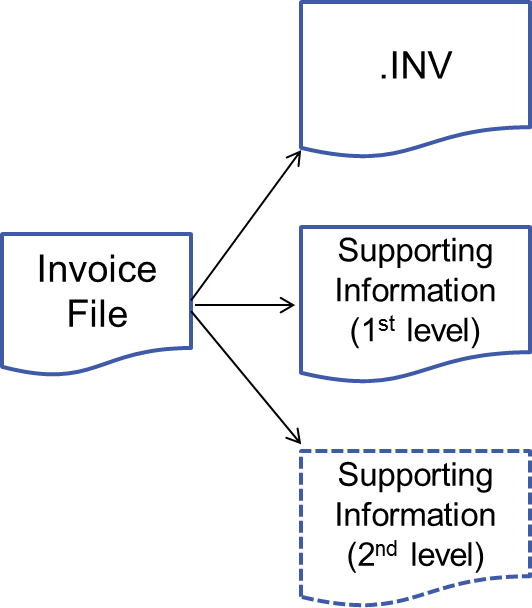 .INV
Invoice
File
Supporting
Information
(1st level)
Supporting
Information
(2nd level)